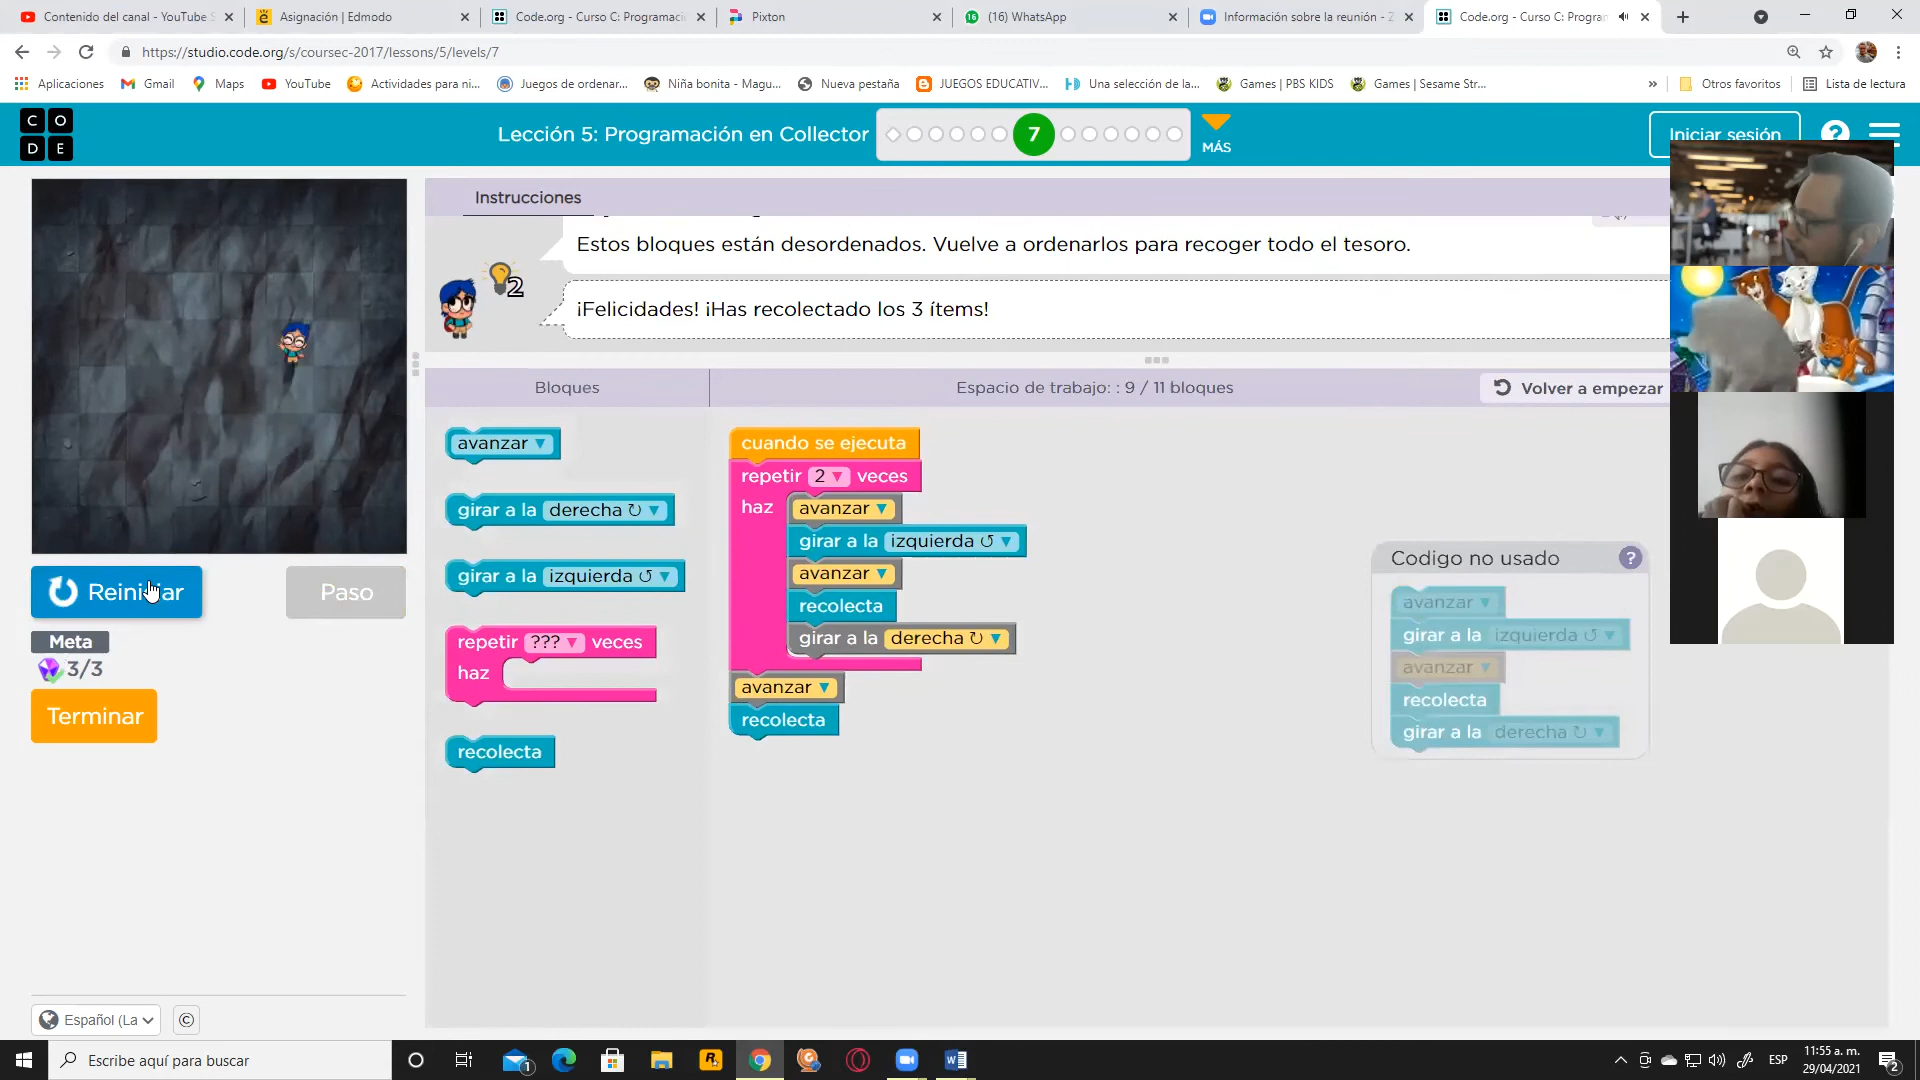 Contenido del canal - YouTube S
Asignación | Edmodo
Code.org - Curso C: Programaci
Pixton
(16) WhatsApp
Información sobre la reunión - Z
Code.org - Curso C: Program
https://studio.code.org/s/coursec-2017/lessons/5/levels/7
Aplicaciones
Gmail
Maps
YouTube
Actividades para ni...
Juegos de ordenar...
Niña bonita - Magu...
Nueva pestaña
JUEGOS EDUCATIV...
Una selección de la...
Games | PBS KIDS
Games | Sesame Str...
»
Otros favoritos
Lista de lectura
C O
D E
Lección 5: Programación en Collector
7
MÁS
Iniciar sesión
?
Instrucciones
Estos bloques están desordenados. Vuelve a ordenarlos para recoger todo el tesoro.
2
¡Felicidades! ¡Has recolectado los 3 ítems!
Bloques
Espacio de trabajo: : 9 / 11 bloques
Volver a empezar
avanzar
girar a la derecha ↻
girar a la izquierda ↺
repetir ??? veces
haz
recolecta
cuando se ejecuta
repetir 2 veces
haz
avanzar
girar a la izquierda ↺
avanzar
recolecta
girar a la derecha ↻
avanzar
recolecta
Codigo no usado
?
avanzar
girar a la izquierda ↺
avanzar
recolecta
girar a la derecha ↻
Reiniciar
Paso
Meta
3/3
Terminar
Español (La
©
Escribe aquí para buscar
1
ESP
11:55 a. m.
29/04/2021
2